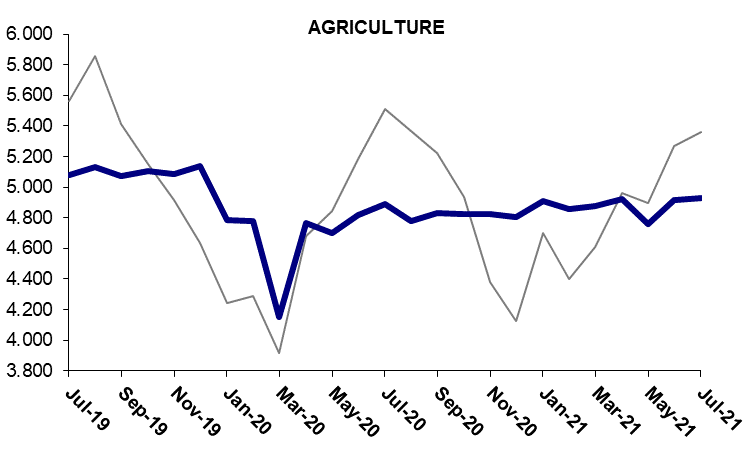 AGRICULTURE
6.000
5.800
5.600
5.400
5.200
5.000
4.800
4.600
4.400
4.200
4.000
3.800
Jul-19
Sep-19
Nov-19
Jan-20
Mar-20
May-20
Jul-20
Sep-20
Nov-20
Jan-21
Mar-21
May-21
Jul-21